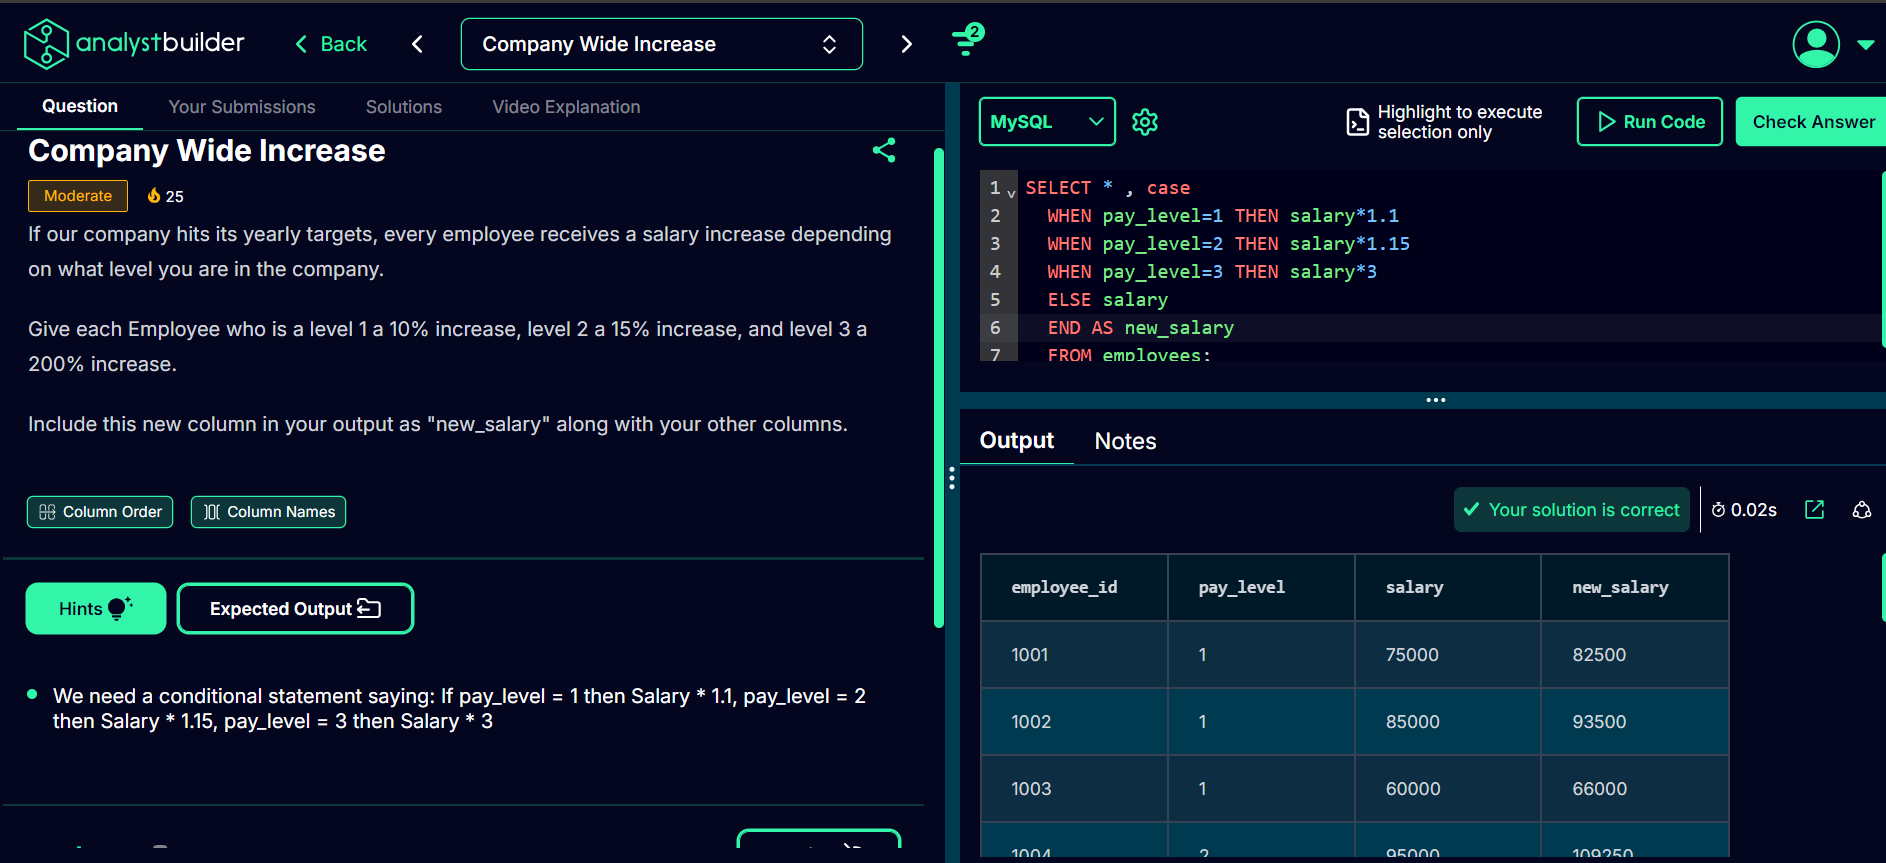 analystbuilder
Back
Company Wide Increase
2
Question
Your Submissions
Solutions
Video Explanation
Company Wide Increase
Moderate
25
If our company hits its yearly targets, every employee receives a salary increase depending
on what level you are in the company.
Give each Employee who is a level 1 a 10% increase, level 2 a 15% increase, and level 3 a
200% increase.
Include this new column in your output as "new_salary" along with your other columns.
Column Order
Column Names
Hints
Expected Output
We need a conditional statement saying: If pay_level = 1 then Salary * 1.1, pay_level = 2
then Salary * 1.15, pay_level = 3 then Salary * 3
MySQL
Highlight to execute
selection only
Run Code
Check Answer
1 SELECT * , case
2 WHEN pay_level=1 THEN salary*1.1
3 WHEN pay_level=2 THEN salary*1.15
4 WHEN pay_level=3 THEN salary*3
5 ELSE salary
6 END AS new_salary
7 FROM employees;
Output
Notes
Your solution is correct
0.02s
employee_id pay_level salary new_salary
1001 1 75000 82500
1002 1 85000 93500
1003 1 60000 66000
1004 2 95000 109250